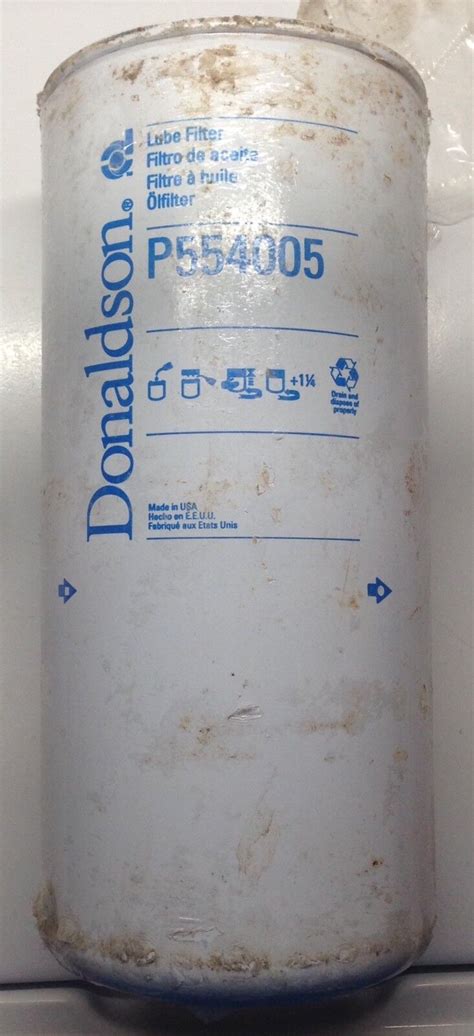 Donaldson®
Lube Filter
Filtro de aceite
Filtre à huile
Ölfilter
P554005
+1¼
Drain and
dispose of
properly
Made in USA
Hecho en E.E.U.U.
Fabriqué aux Etats Unis